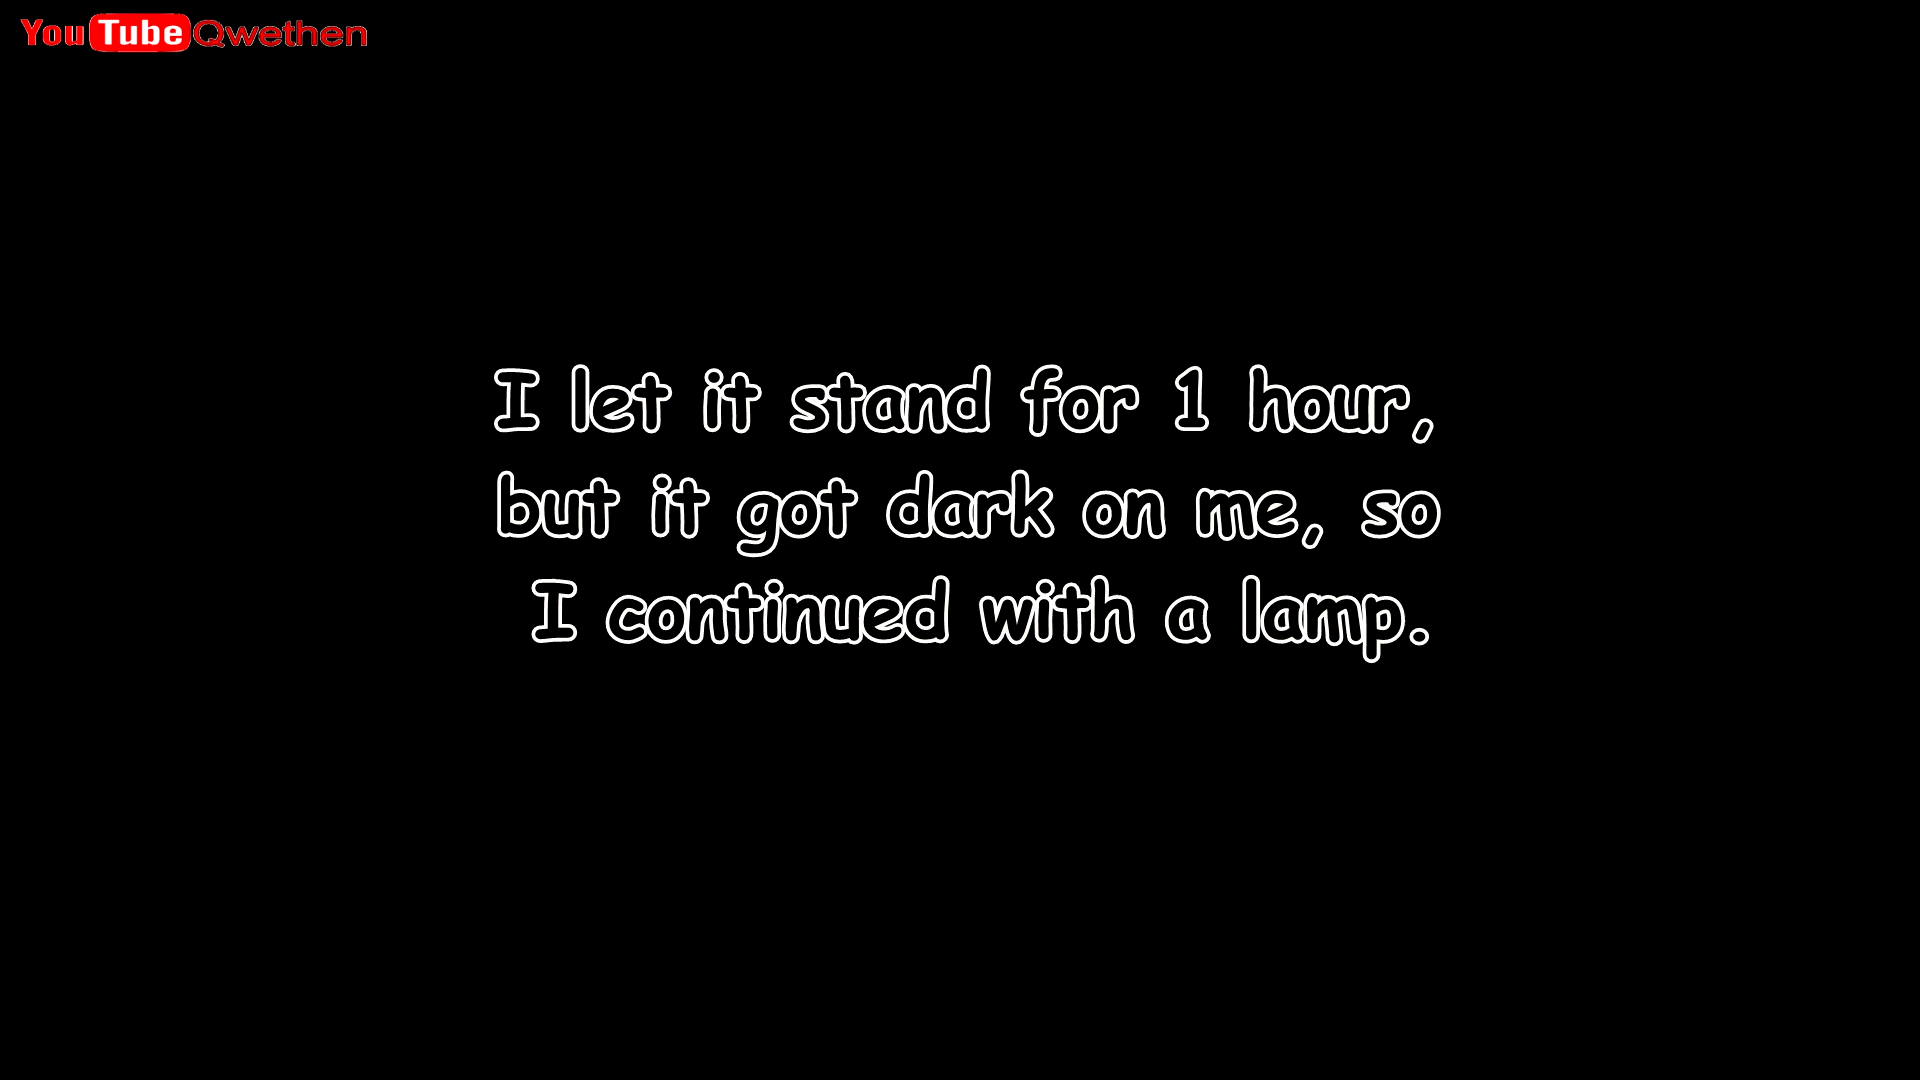 YouTube Qwethen
I let it stand for 1 hour,
but it got dark on me, so
I continued with a lamp.